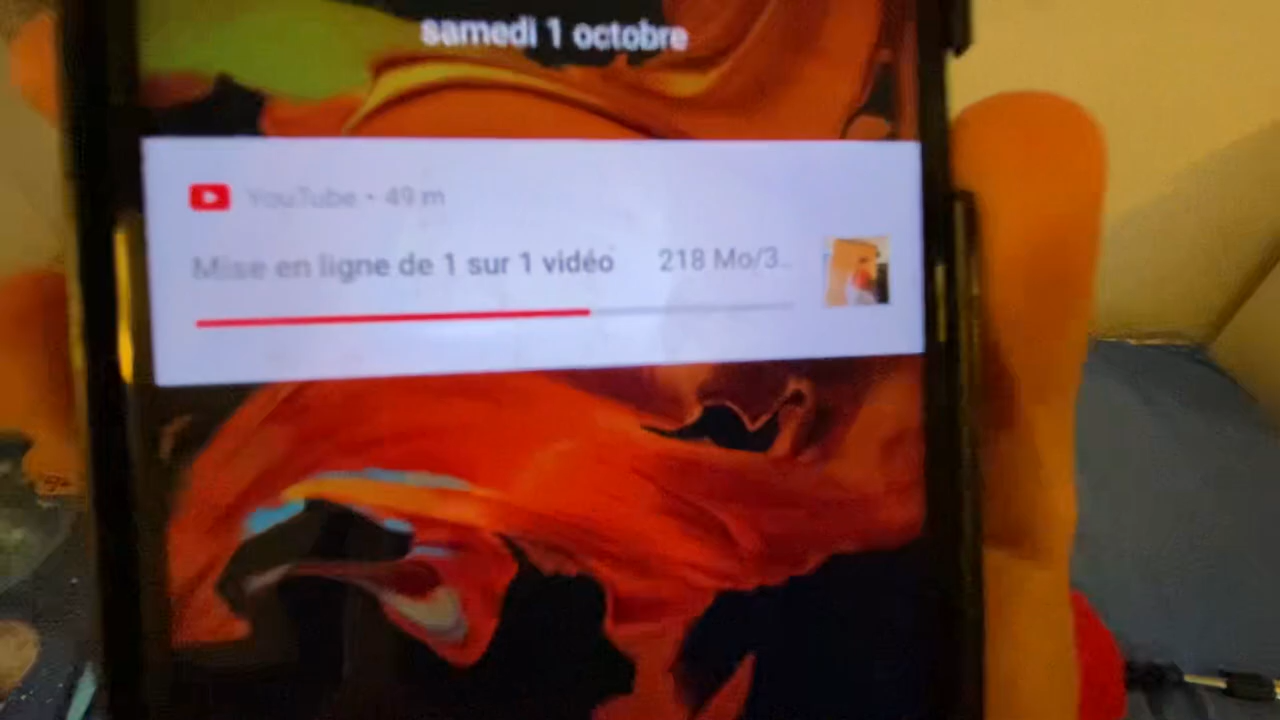 samedi 1 octobre
YouTube • 49 m
Mise en ligne de 1 sur 1 vidéo 218 Mo/3...